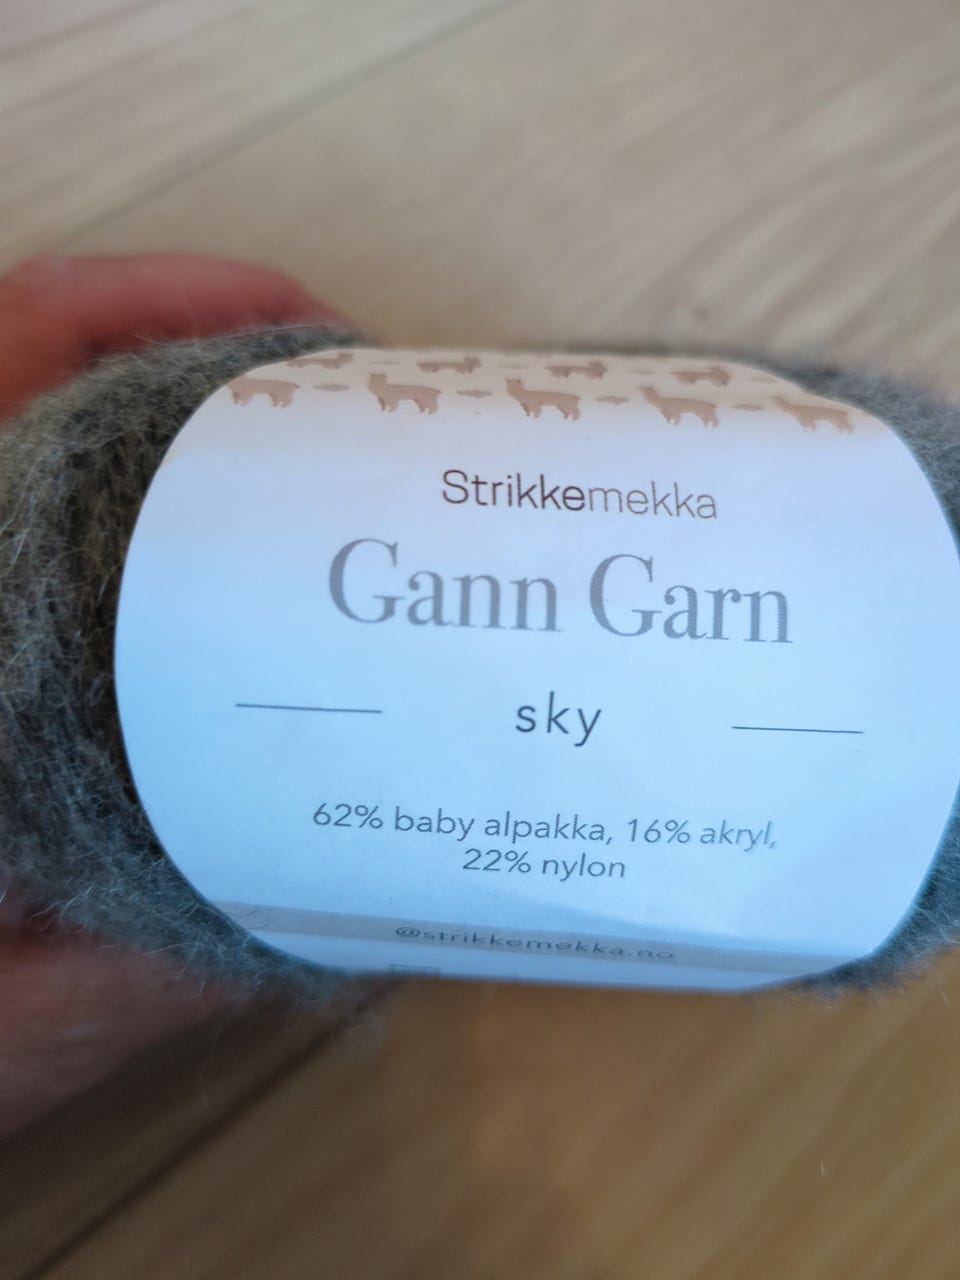 Strikkemekka
Gann Garn
sky
62% baby alpakka, 16% akryl,
22% nylon
@strikkemekka.no